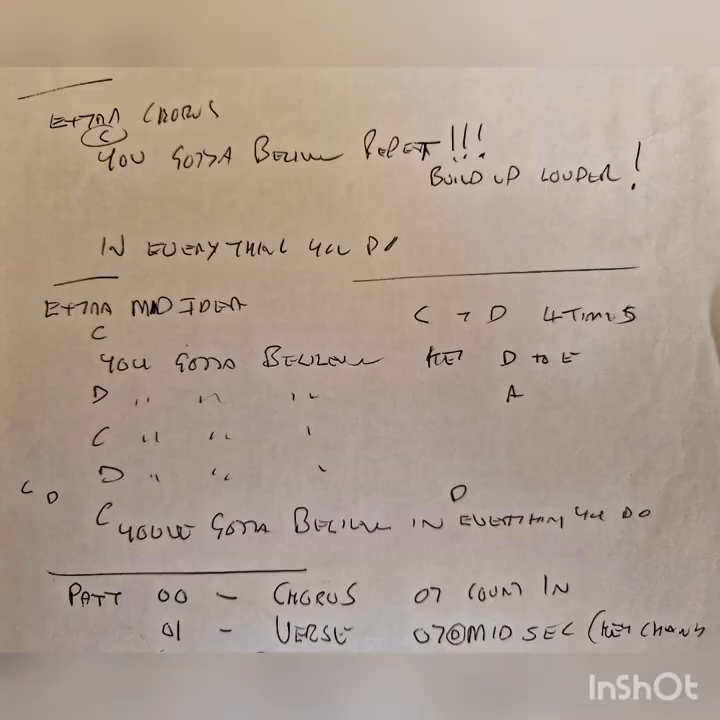 EXTRA CHORUS
C
YOU GOTTA BELIEVE REPEAT!!!
BUILD UP LOUDER!
IN EVERYTHING YOU DO
EXTRA MID IDEA
C → D 4 TIMES
C
YOU GOTTA BELIEVE
KEY D TO E
D " " "
A
C " " "
D " " "
C D
C D
YOU'VE GOTTA BELIEVE IN EVERYTHING YOU DO
PATT 00 - CHORUS 07 COUNT IN
01 - VERSE 07 MID SEC (KEY CHANG
InShOt